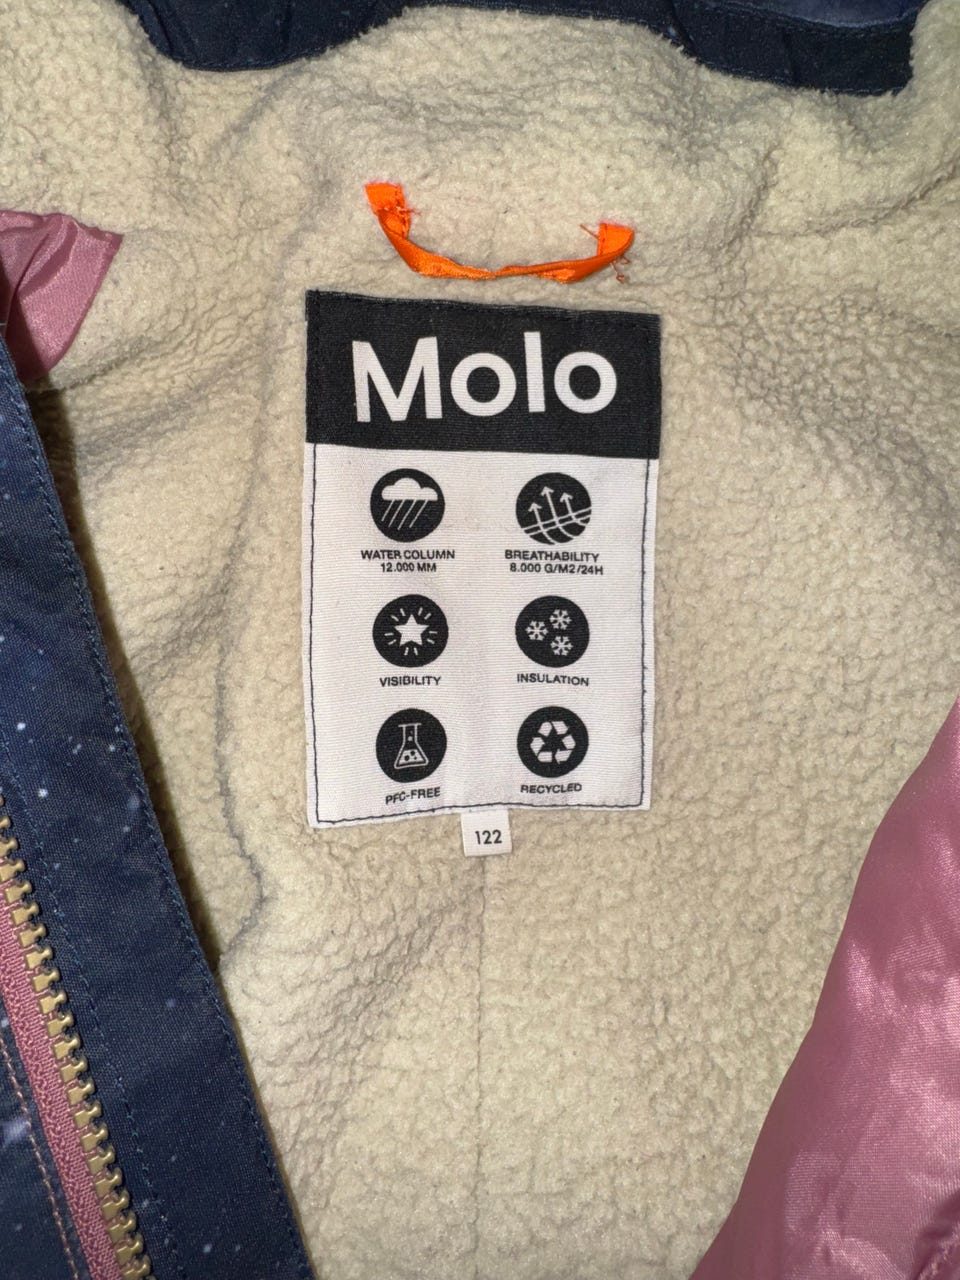 Molo
WATER COLUMN
12.000 MM
BREATHABILITY
8.000 G/M2/24H
VISIBILITY
INSULATION
PFC-FREE
RECYCLED
122